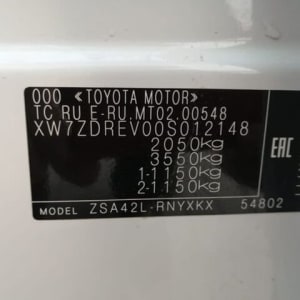 ООО «TOYOTA MOTOR»
TC RU E-RU.MT02.00548
XW7ZDREV00S012148
2050kg
3550kg
1-1150kg
2-1150kg
EAC
MODEL ZSA42L-RNYXKX 54802